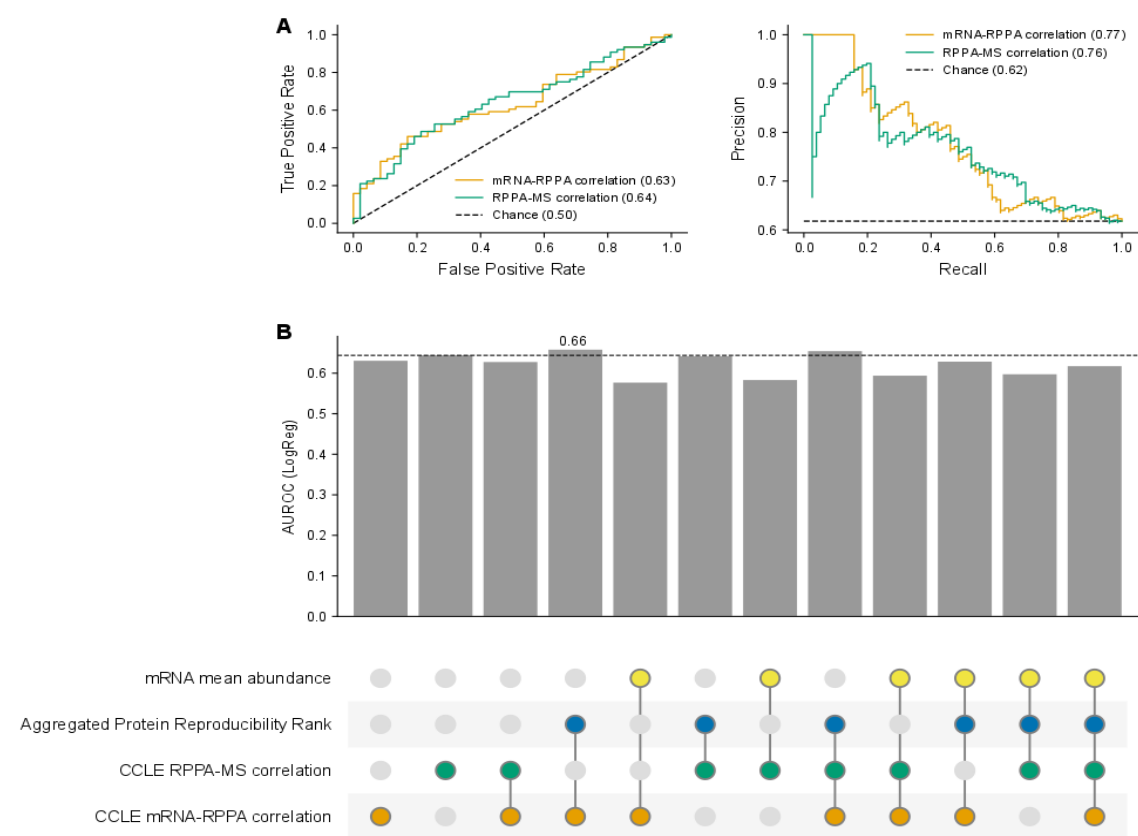 A
True Positive Rate
1.0
0.8
0.6
0.4
0.2
0.0
mRNA-RPPA correlation (0.63)
RPPA-MS correlation (0.64)
Chance (0.50)
0.0 0.2 0.4 0.6 0.8 1.0
False Positive Rate
Precision
1.0
0.9
0.8
0.7
0.6
mRNA-RPPA correlation (0.77)
RPPA-MS correlation (0.76)
Chance (0.62)
0.0 0.2 0.4 0.6 0.8 1.0
Recall
B
AUROC (LogReg)
0.66
0.6
0.5
0.4
0.3
0.2
0.1
0.0
mRNA mean abundance
Aggregated Protein Reproducibility Rank
CCLE RPPA-MS correlation
CCLE mRNA-RPPA correlation